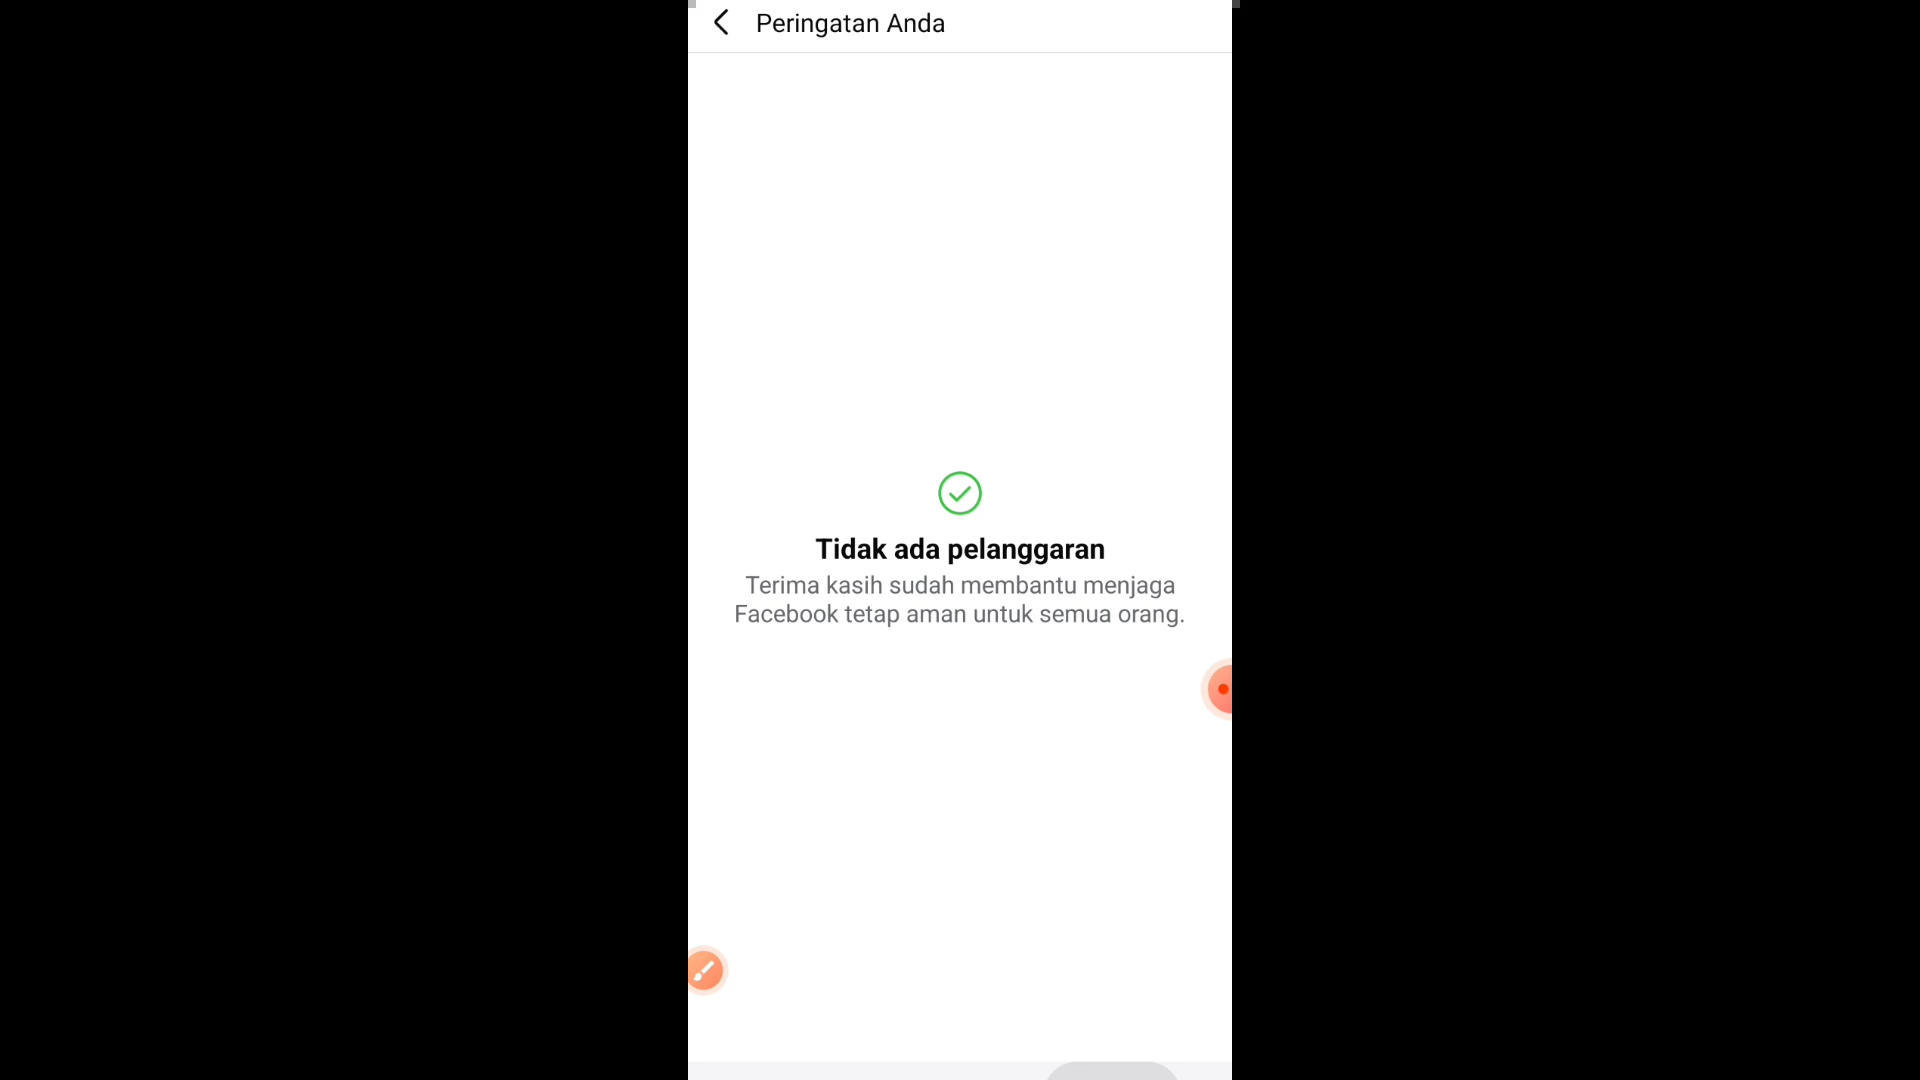 Peringatan Anda
Tidak ada pelanggaran
Terima kasih sudah membantu menjaga
Facebook tetap aman untuk semua orang.